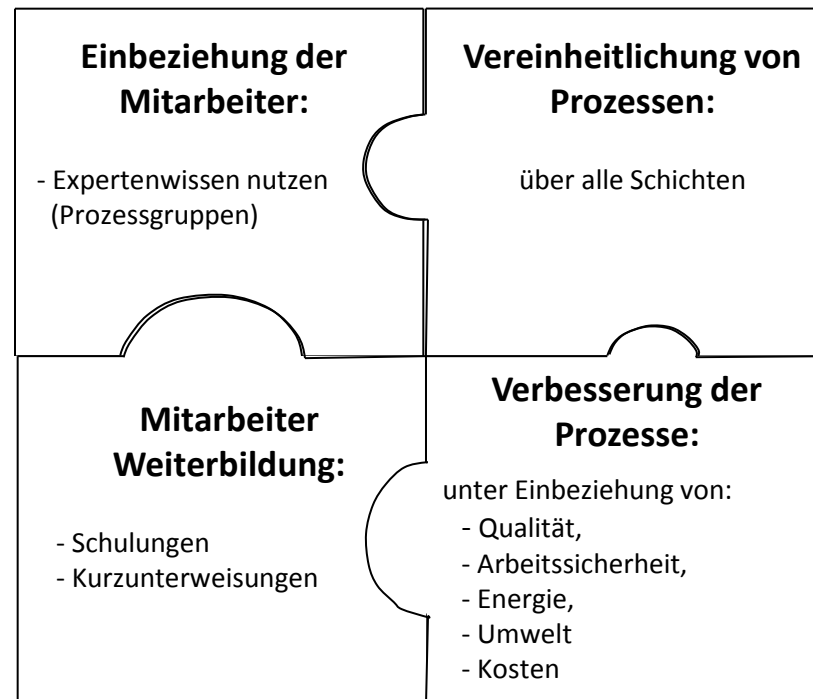 Einbeziehung der
Mitarbeiter:
- Expertenwissen nutzen
(Prozessgruppen)
Vereinheitlichung von
Prozessen:
über alle Schichten
Mitarbeiter
Weiterbildung:
- Schulungen
- Kurzunterweisungen
Verbesserung der
Prozesse:
unter Einbeziehung von:
- Qualität,
- Arbeitssicherheit,
- Energie,
- Umwelt
- Kosten